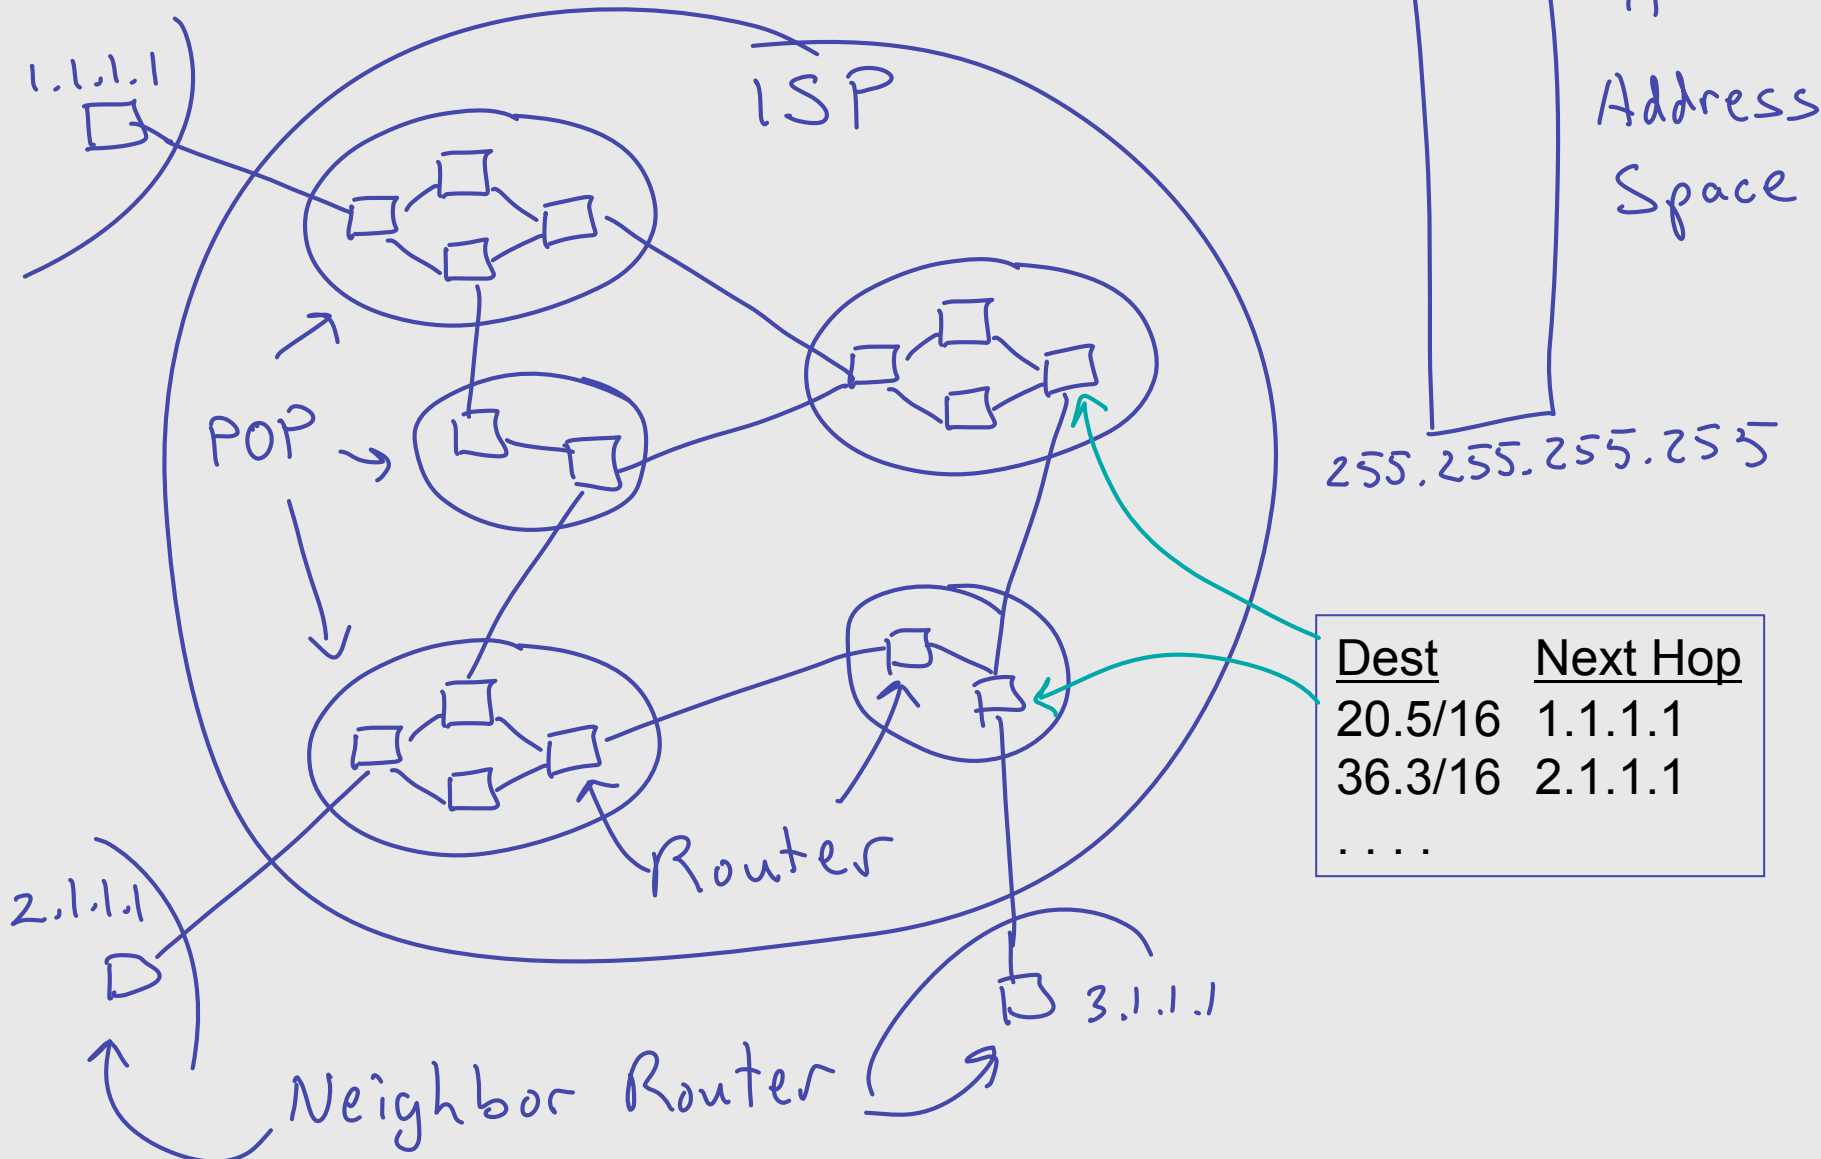 1.1.1.1
ISP
Address
Space
POP
255.255.255.255
Dest Next Hop
20.5/16 1.1.1.1
36.3/16 2.1.1.1
. . . .
Router
2.1.1.1
3.1.1.1
Neighbor Router